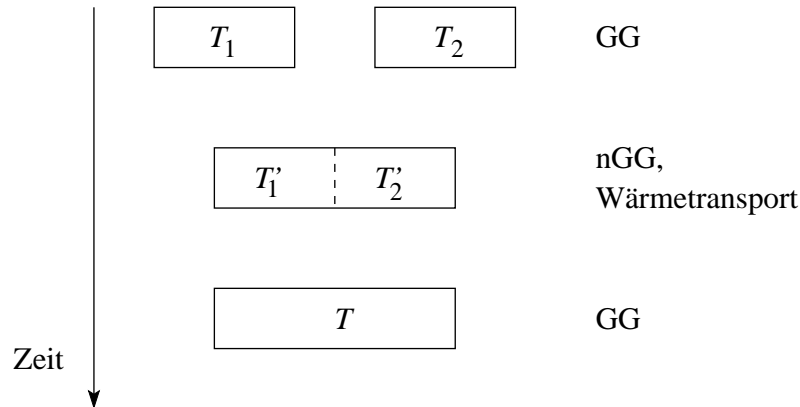 T1 T2 GG
T1' T2' nGG,
Wärmetransport
T GG
Zeit